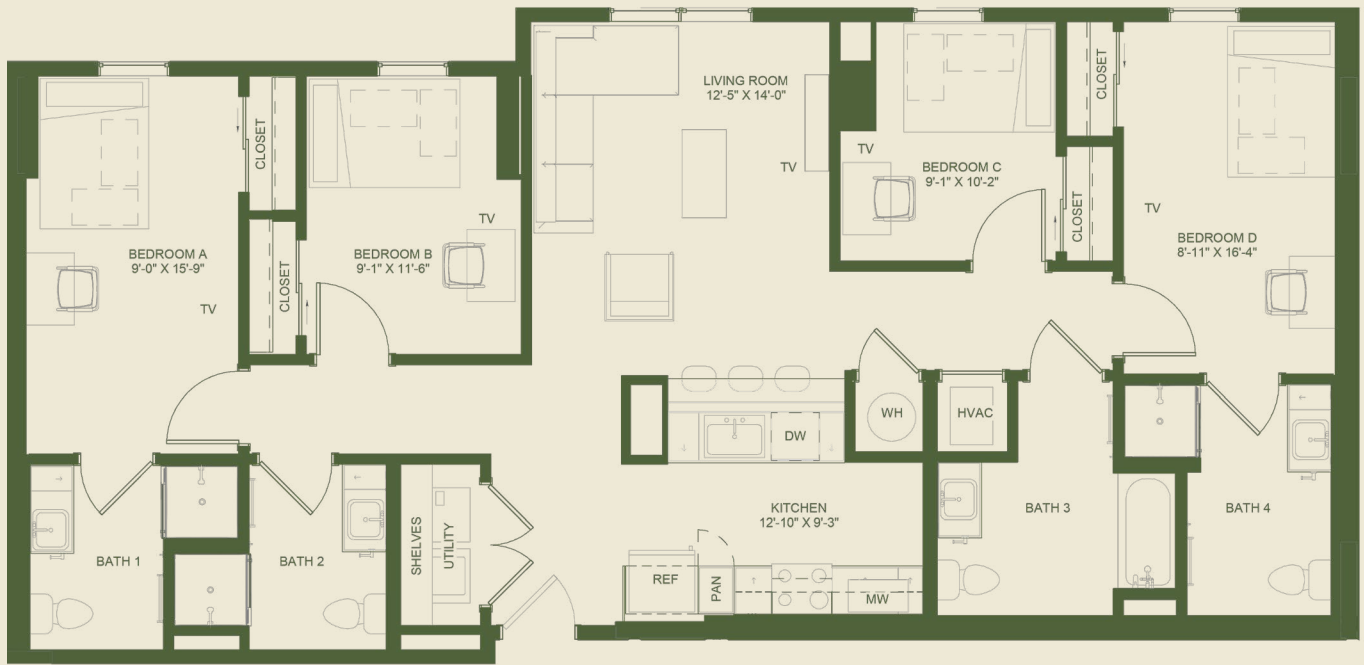 LIVING ROOM
12'-5" X 14'-0"
TV
CLOSET
BEDROOM A
9'-0" X 15'-9"
TV
CLOSET
BEDROOM B
9'-1" X 11'-6"
TV
TV
BEDROOM C
9'-1" X 10'-2"
CLOSET
CLOSET
TV
BEDROOM D
8'-11" X 16'-4"
WH
HVAC
DW
KITCHEN
12'-10" X 9'-3"
REF
PAN
MW
BATH 1
BATH 2
SHELVES
UTILITY
BATH 3
BATH 4